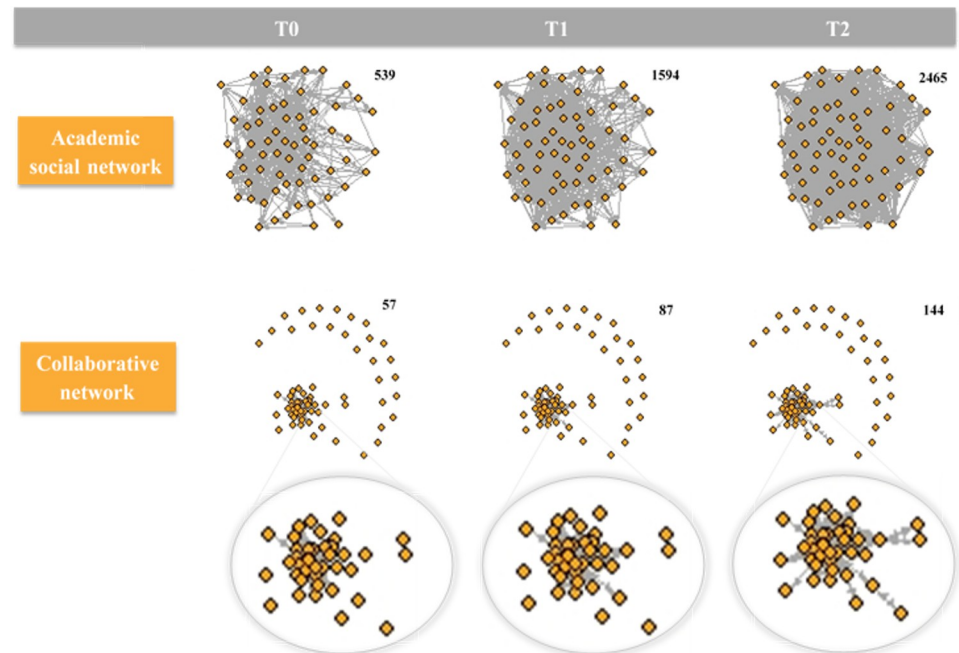 T0 T1 T2
539 1594 2465
Academic
social network
57 87 144
Collaborative
network